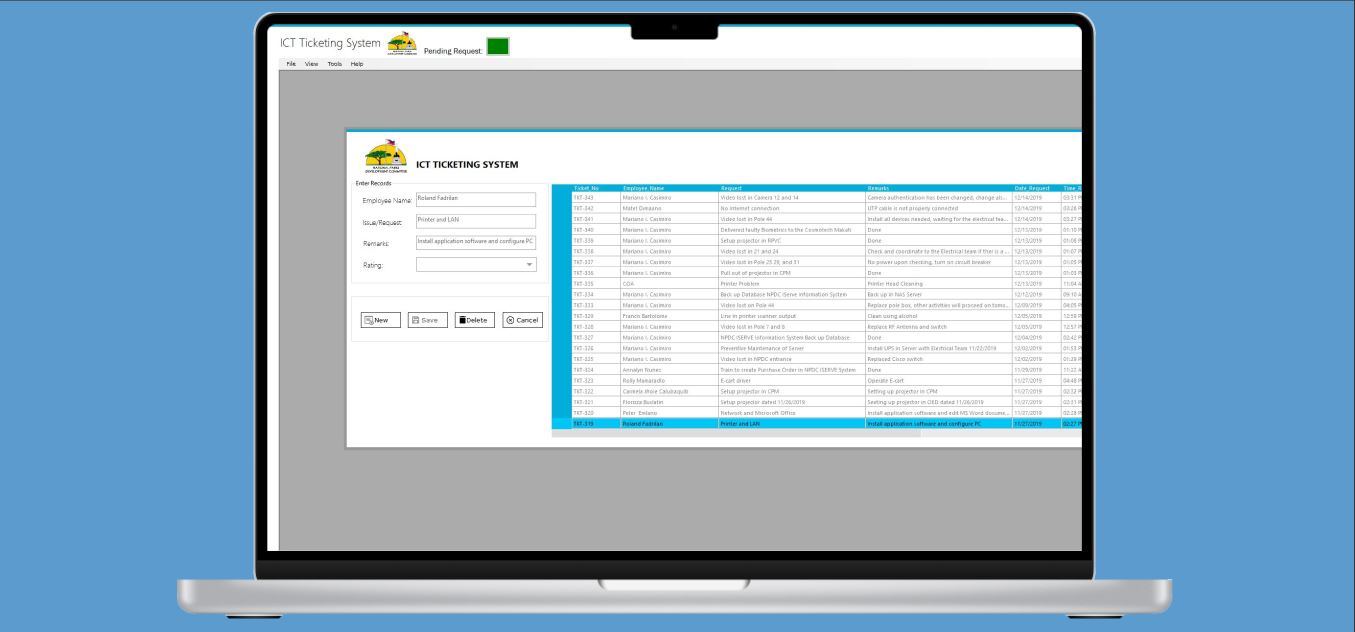 ICT Ticketing System
Pending Request:
File View Tools Help
NATIONAL PARKS
DEVELOPMENT COMMITTEE
ICT TICKETING SYSTEM
Enter Records
Employee Name: Roland Fadrilan
Issue/Request: Printer and LAN
Remarks: Install application software and configure PC
Rating:
New Save Delete Cancel
Ticket_No Employee_Name Request Remarks Date_Request Time_R
TKT-343 Mariano I. Casimiro Video lost in Camera 12 and 14 Camera authentication has been changed, change als... 12/14/2019 03:31 P
TKT-342 Matet Dimaano No Internet connection UTP cable is not properly connected 12/14/2019 03:28 P
TKT-341 Mariano I. Casimiro Video lost in Pole 44 Install all devices needed, waiting for the electrical tea... 12/14/2019 03:27 P
TKT-340 Mariano I. Casimiro Delivered faulty Biometrics to the Cosmotech Makati Done 12/13/2019 01:10 P
TKT-339 Mariano I. Casimiro Setup projector in RPVC Done 12/13/2019 01:08 P
TKT-338 Mariano I. Casimiro Video lost in 21 and 24 Check and coordinate to the Electrical team if ther is a ... 12/13/2019 01:07 P
TKT-337 Mariano I. Casimiro Video lost in Pole 25 29, and 31 No power upon checking, turn on circuit breaker 12/13/2019 01:05 P
TKT-336 Mariano I. Casimiro Pull out of projector in CPM Done 12/13/2019 01:03 P
TKT-335 COA Printer Problem Printer Head Cleaning 12/13/2019 11:04 A
TKT-334 Mariano I. Casimiro Back up Database NPDC iServe Information System Back up in NAS Server 12/12/2019 09:10 A
TKT-333 Mariano I. Casimiro Video lost on Pole 44 Replace pole box, other activities will proceed on tomo... 12/09/2019 04:05 P
TKT-329 Franco Bartolome Line in printer scanner output Clean using alcohol 12/05/2019 12:59 P
TKT-328 Mariano I. Casimiro Video lost in Pole 7 and 8 Replace RF Antenna and switch 12/05/2019 12:57 P
TKT-327 NPDC iSERVE Information System Back up Database Done 12/04/2019 02:42 P
TKT-326 Mariano I. Casimiro Preventive Maintenance of Server Install UPS in Server with Electrical Team 11/22/2019 12/02/2019 01:53 P
TKT-325 Mariano I. Casimiro Video lost in NPDC entrance Replaced Cisco switch 12/02/2019 01:29 P
TKT-324 Annalyn Nunez Train to create Purchase Order in NPDC iSERVE System Done 11/29/2019 11:22 A
TKT-323 Rolly Mamaradlo E-cart driver Operate E-cart 11/27/2019 04:48 P
TKT-322 Carmela Jhoie Calubaquib Setup projector in CPM Setting up projector in CPM 11/27/2019 02:32 P
TKT-321 Floriza Buslatin Setup projector dated 11/26/2019 Seeting up projector in OED dated 11/26/2019 11/27/2019 02:31 P
TKT-320 Peter Emlano Network and Microsoft Office Install application software and edit MS Word docume... 11/27/2019 02:28 P
TKT-319 Roland Fadrilan Printer and LAN Install application software and configure PC 11/27/2019 02:27 P